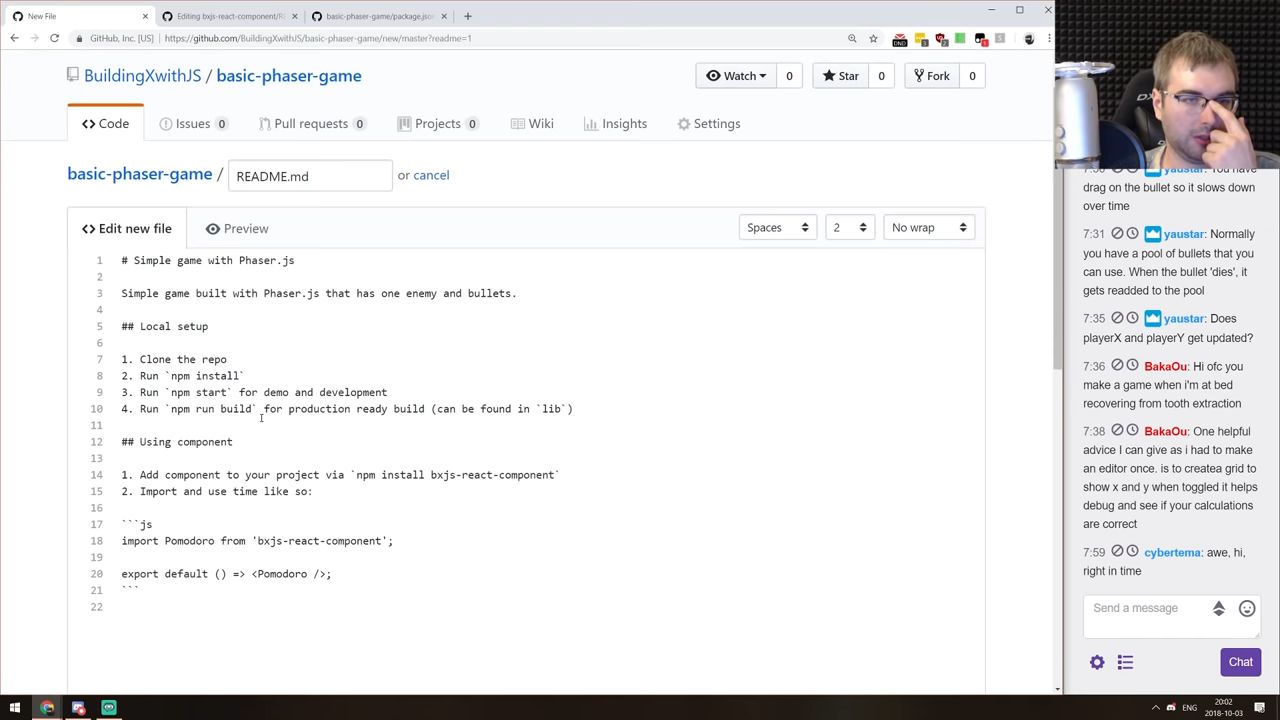 New File
Editing bxjs-react-component/RE
basic-phaser-game/package.json
GitHub, Inc. [US]
https://github.com/BuildingXwithJS/basic-phaser-game/new/master?readme=1
BuildingXwithJS / basic-phaser-game
Watch 0
Star 0
Fork 0
<> Code
Issues 0
Pull requests 0
Projects 0
Wiki
Insights
Settings
basic-phaser-game / README.md or cancel
<> Edit new file
Preview
Spaces
2
No wrap
1 # Simple game with Phaser.js
2
3 Simple game built with Phaser.js that has one enemy and bullets.
4
5 ## Local setup
6
7 1. Clone the repo
8 2. Run `npm install`
9 3. Run `npm start` for demo and development
10 4. Run `npm run build` for production ready build (can be found in `lib`)
11
12 ## Using component
13
14 1. Add component to your project via `npm install bxjs-react-component`
15 2. Import and use time like so:
16
17 ```js
18 import Pomodoro from 'bxjs-react-component';
19
20 export default () => <Pomodoro />;
21 ```
22
drag on the bullet so it slows down
over time
7:31 yaustar: Normally
you have a pool of bullets that you
can use. When the bullet 'dies', it
gets readded to the pool
7:35 yaustar: Does
playerX and playerY get updated?
7:36 BakaOu: Hi ofc you
make a game when i'm at bed
recovering from tooth extraction
7:38 BakaOu: One helpful
advice I can give as i had to make
an editor once. is to createa grid to
show x and y when toggled it helps
debug and see if your calculations
are correct
7:59 cybertema: awe, hi,
right in time
Send a message
Chat
ENG
20:02
2018-10-03